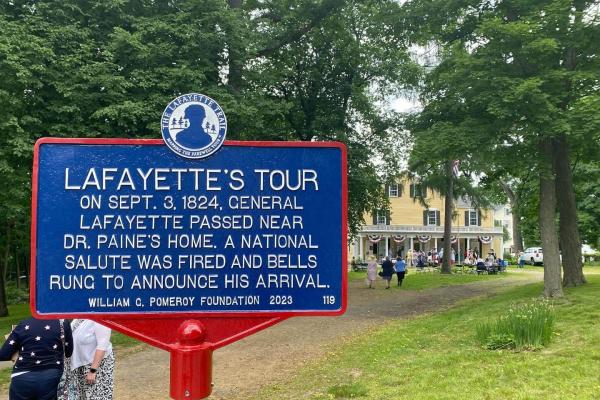 THE LAFAYETTE TRAIL
LAFAYETTE'S TOUR
ON SEPT. 3, 1824, GENERAL
LAFAYETTE PASSED NEAR
DR. PAINE'S HOME. A NATIONAL
SALUTE WAS FIRED AND BELLS
RUNG TO ANNOUNCE HIS ARRIVAL.
WILLIAM G. POMEROY FOUNDATION 2023 119